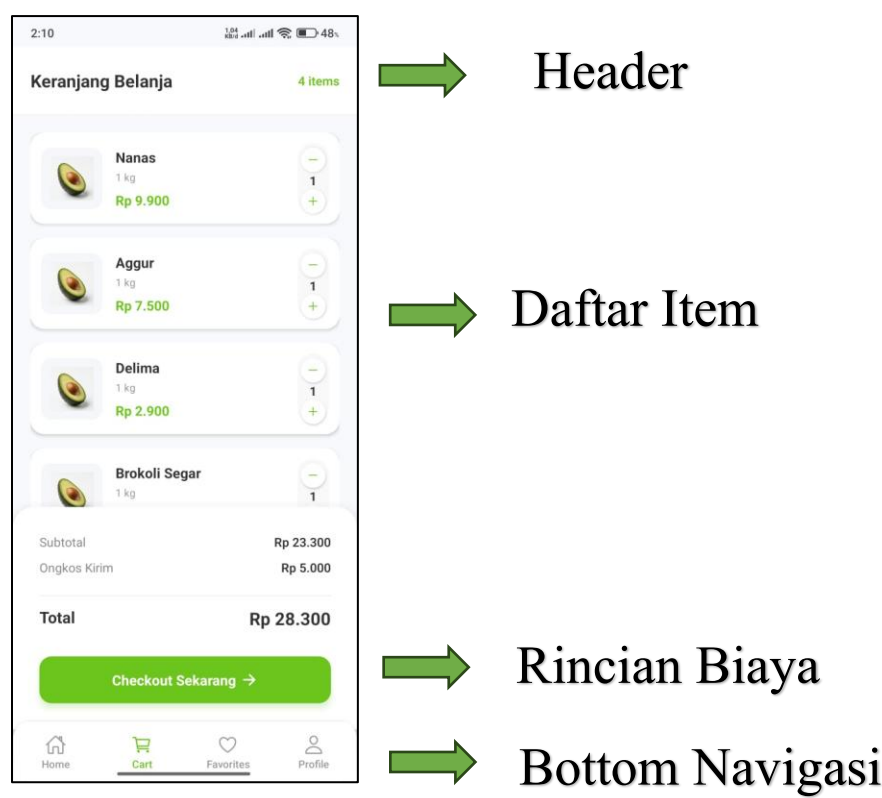 2:10
1,04 KB/d
48%
Keranjang Belanja
4 items
Header
Nanas
1 kg
Rp 9.900
1
Aggur
1 kg
Rp 7.500
1
Daftar Item
Delima
1 kg
Rp 2.900
1
Brokoli Segar
1 kg
1
Subtotal
Rp 23.300
Ongkos Kirim
Rp 5.000
Total
Rp 28.300
Checkout Sekarang →
Rincian Biaya
Home
Cart
Favorites
Profile
Bottom Navigasi